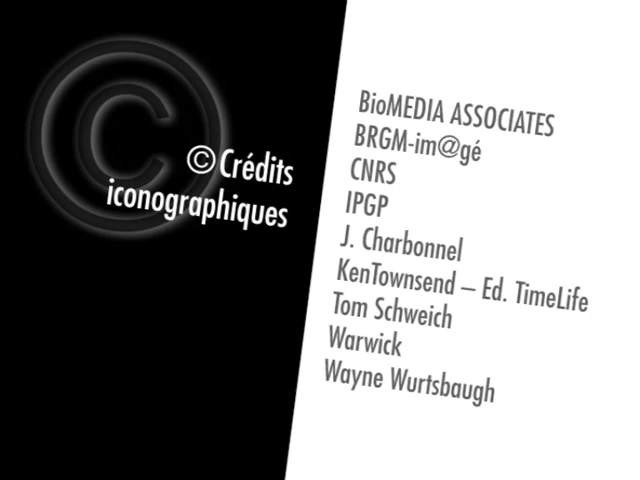 © Crédits
iconographiques
BioMEDIA ASSOCIATES
BRGM-im@gé
CNRS
IPGP
J. Charbonnel
KenTownsend – Ed. TimeLife
Tom Schweich
Warwick
Wayne Wurtsbaugh